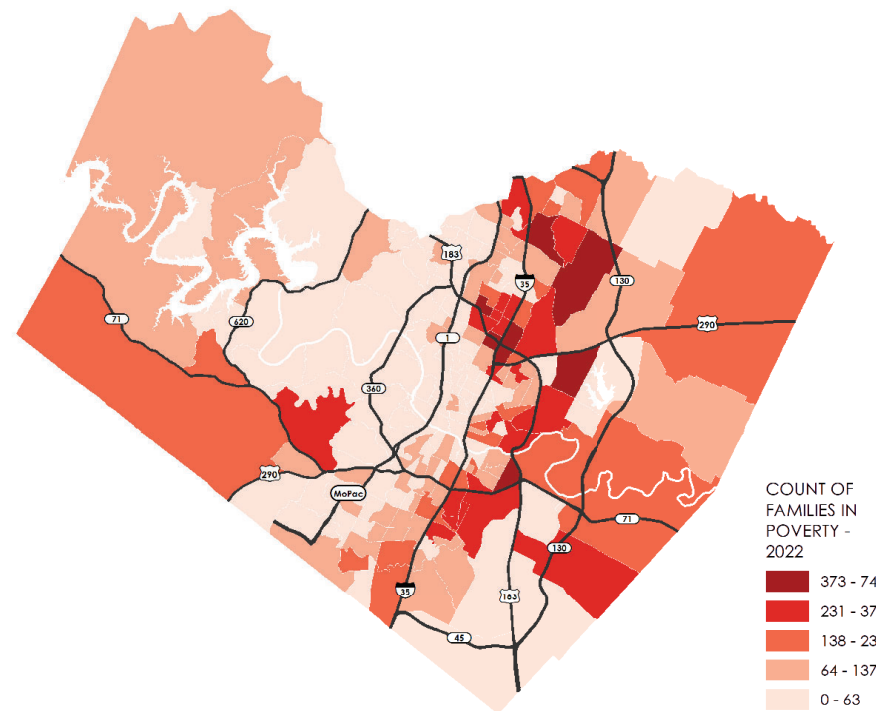 183
35
130
71
620
290
1
360
290
MoPac
71
130
35
183
45
COUNT OF
FAMILIES IN
POVERTY -
2022
373 - 74
231 - 37
138 - 23
64 - 137
0 - 63